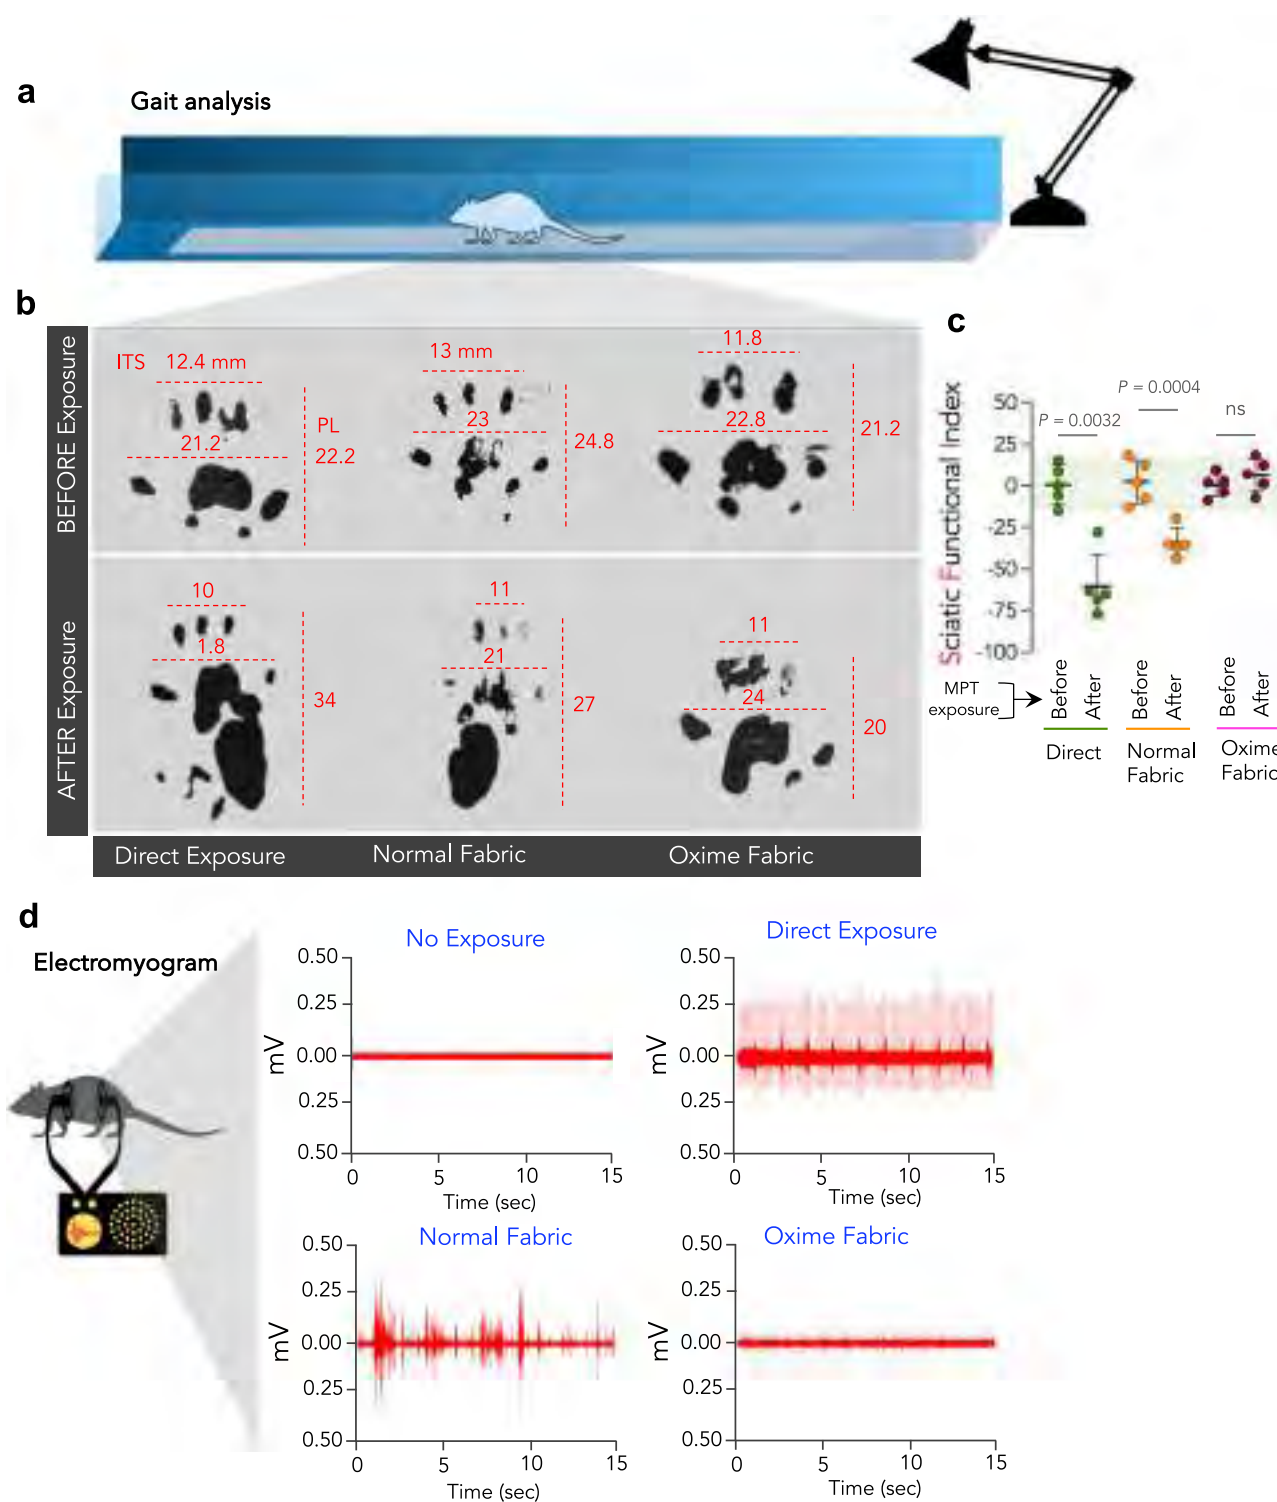 a
Gait analysis
b
BEFORE Exposure
ITS 12.4 mm
21.2
PL
22.2
13 mm
23
24.8
11.8
22.8
21.2
AFTER Exposure
10
1.8
34
11
21
27
11
24
20
Direct Exposure
Normal Fabric
Oxime Fabric
c
Sciatic Functional Index
50
25
0
-25
-50
-75
-100
P = 0.0032
P = 0.0004
ns
MPT
exposure
Before
After
Before
After
Before
After
Direct
Normal
Fabric
Oxime
Fabric
d
Electromyogram
No Exposure
mV
0.50
0.25
0.00
0.25
0.50
0 5 10 15
Time (sec)
Direct Exposure
mV
0.50
0.25
0.00
0.25
0.50
0 5 10 15
Time (sec)
Normal Fabric
mV
0.50
0.25
0.00
0.25
0.50
0 5 10 15
Time (sec)
Oxime Fabric
mV
0.50
0.25
0.00
0.25
0.50
0 5 10 15
Time (sec)